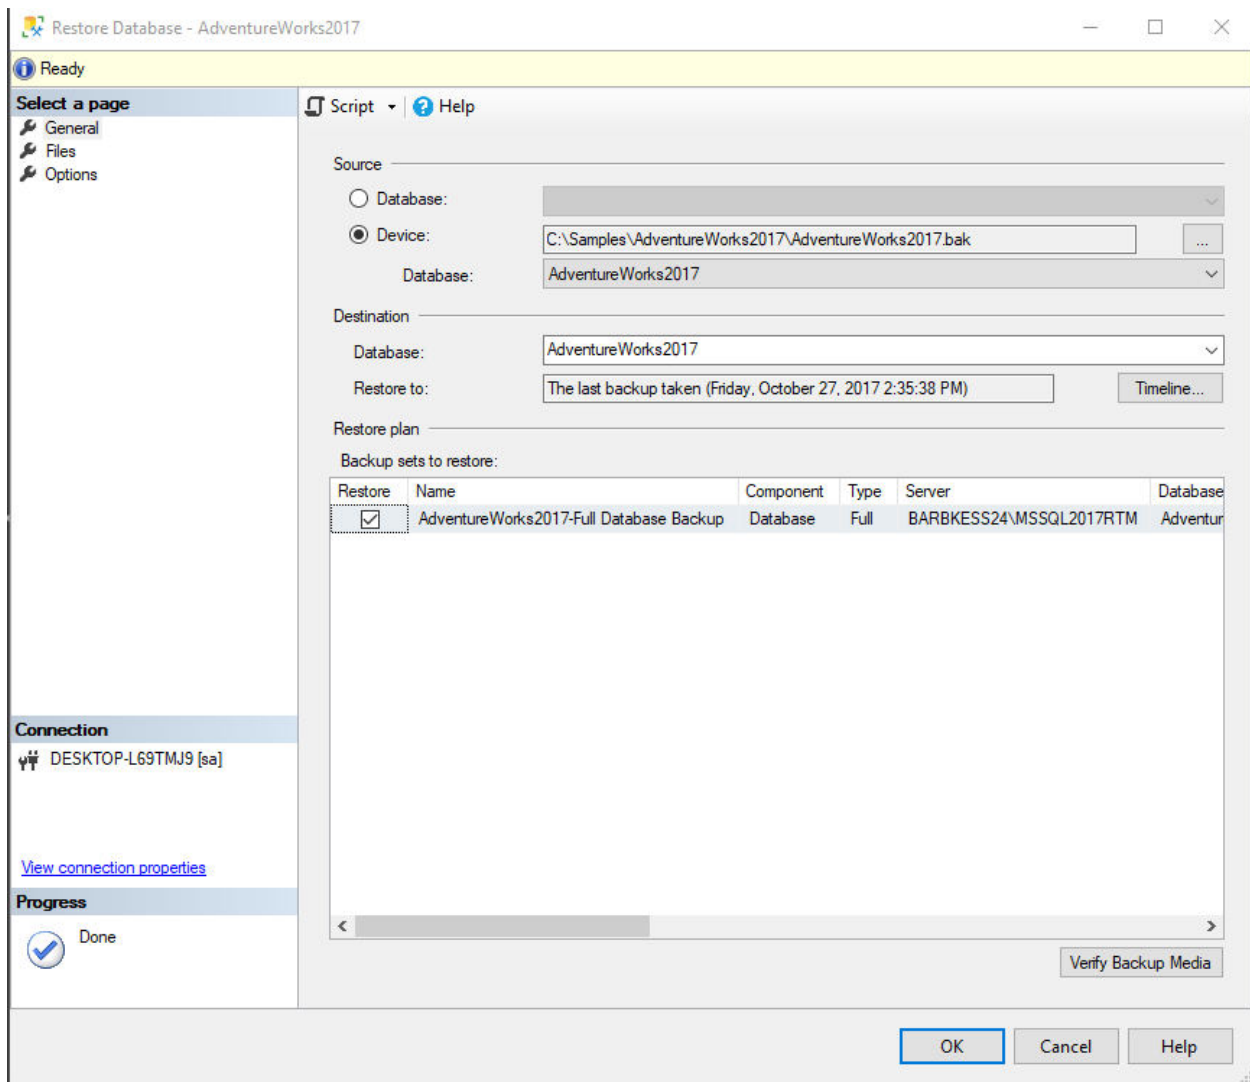 Restore Database - AdventureWorks2017
Ready
Select a page
General
Files
Options
Script
Help
Source
Database:
Device:
C:\Samples\AdventureWorks2017\AdventureWorks2017.bak
...
Database:
AdventureWorks2017
Destination
Database:
AdventureWorks2017
Restore to:
The last backup taken (Friday, October 27, 2017 2:35:38 PM)
Timeline...
Restore plan
Backup sets to restore:
Restore Name Component Type Server Database
AdventureWorks2017-Full Database Backup Database Full BARBKESS24\MSSQL2017RTM Adventur
Connection
DESKTOP-L69TMJ9 [sa]
View connection properties
Progress
Done
Verify Backup Media
OK Cancel Help